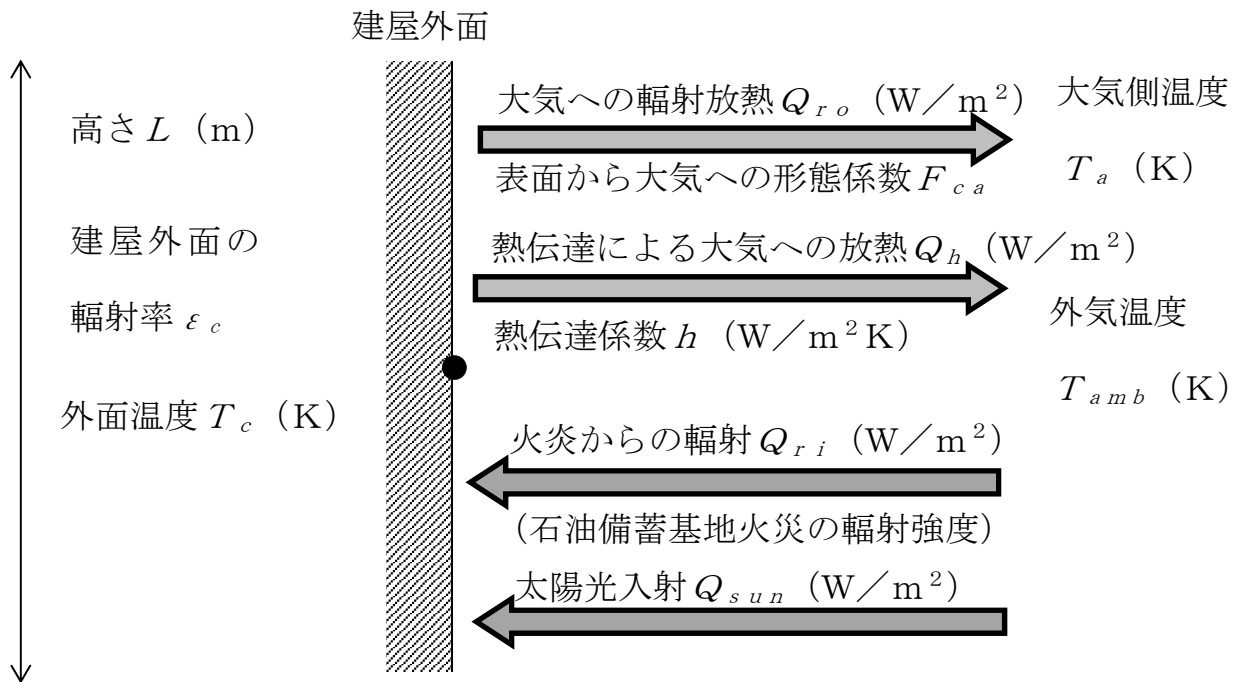 建屋外面
高さL(m)
建屋外面の
輻射率εc
外面温度Tc(K)
大気への輻射放熱Qro(W/m2)
表面から大気への形態係数Fca
熱伝達による大気への放熱Qh(W/m2)
熱伝達係数h(W/m2K)
火炎からの輻射Qri(W/m2)
(石油備蓄基地火災の輻射強度)
太陽光入射Qsun(W/m2)
大気側温度
Ta(K)
外気温度
Tamb(K)